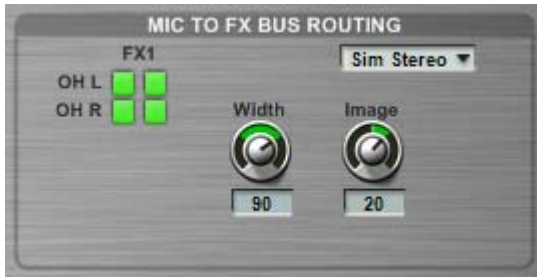 MIC TO FX BUS ROUTING
FX1
Sim Stereo
OH L
OH R
Width
Image
90
20